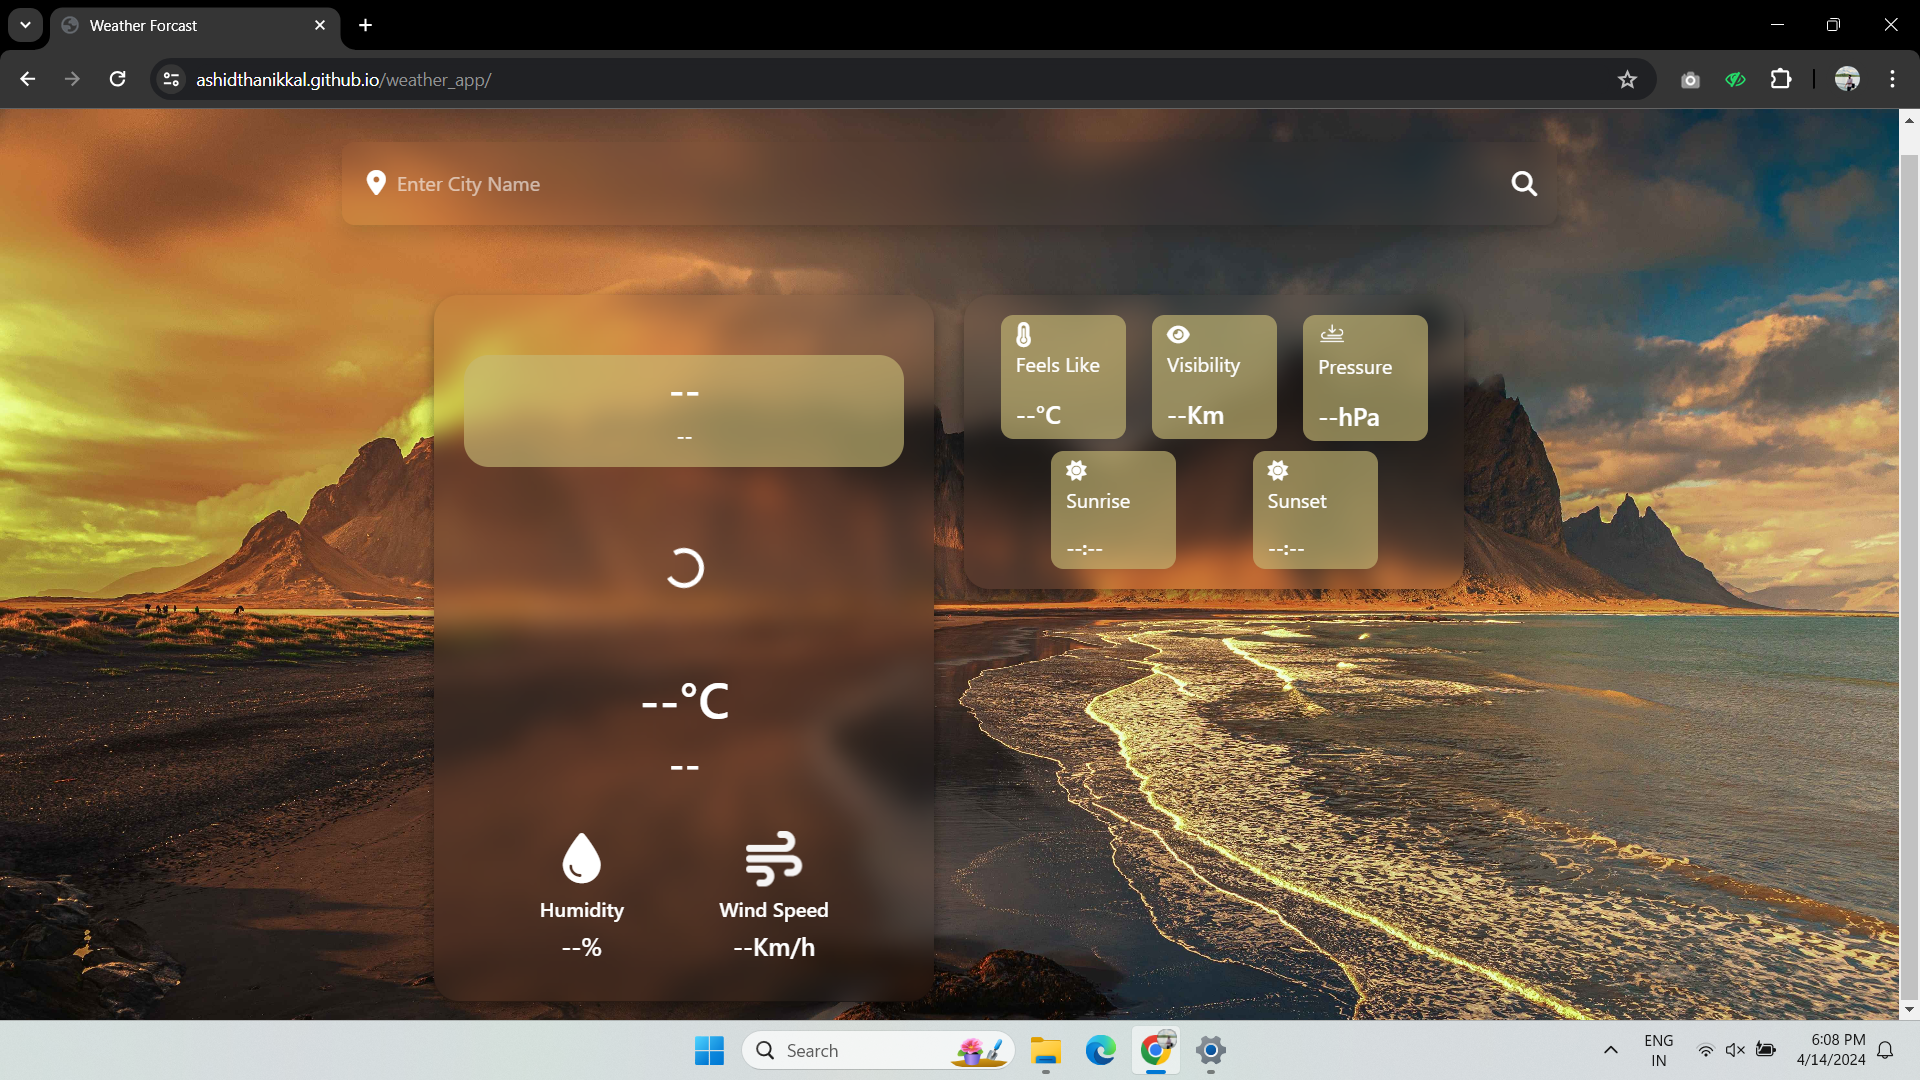 Weather Forcast
ashidthanikkal.github.io/weather_app/
Enter City Name
--
--
--°C
--
Humidity
--%
Wind Speed
--Km/h
Feels Like
--°C
Visibility
--Km
Pressure
--hPa
Sunrise
--:--
Sunset
--:--
Search
ENG
IN
6:08 PM
4/14/2024